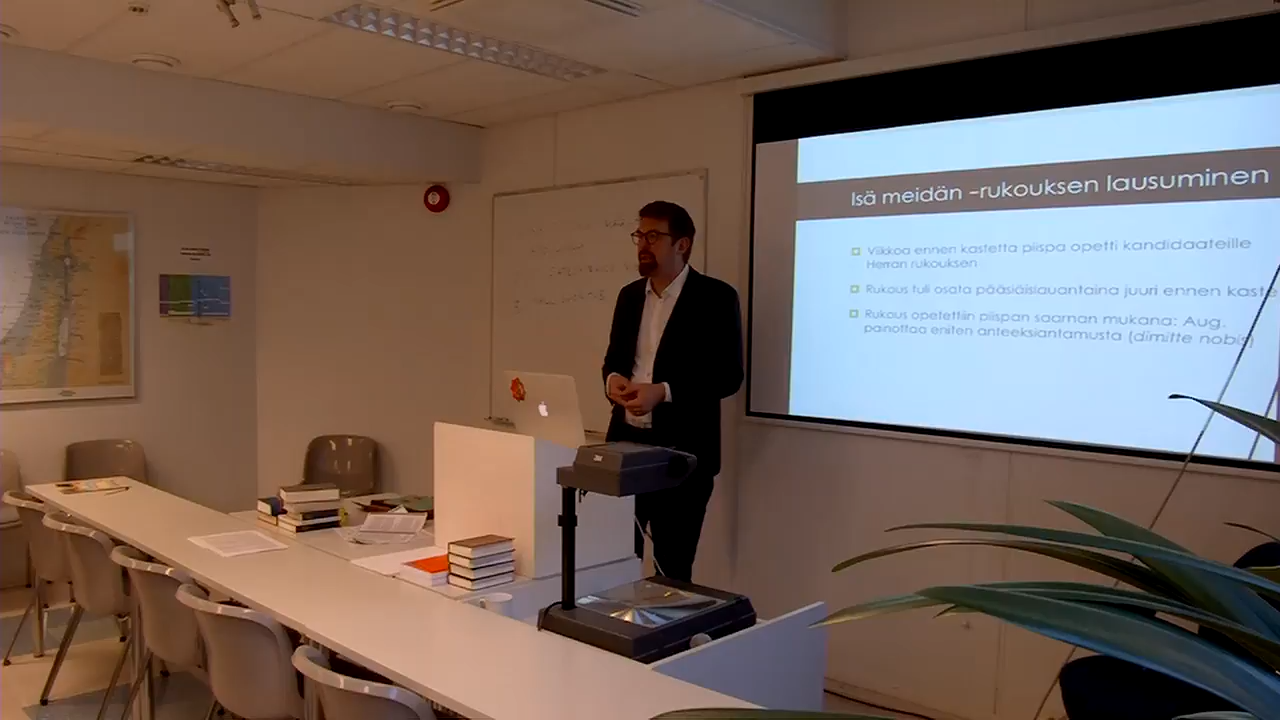 Isä meidän –rukouksen lausuminen
Viikkoa ennen kastetta piispa opetti kandidaateille
Herran rukouksen
Rukous tuli osata pääsiäislauantaina juuri ennen kaste
Rukous opetettiin piispan saarnan mukana: Aug.
painottaa eniten anteeksiantamusta (dimitte nobis)